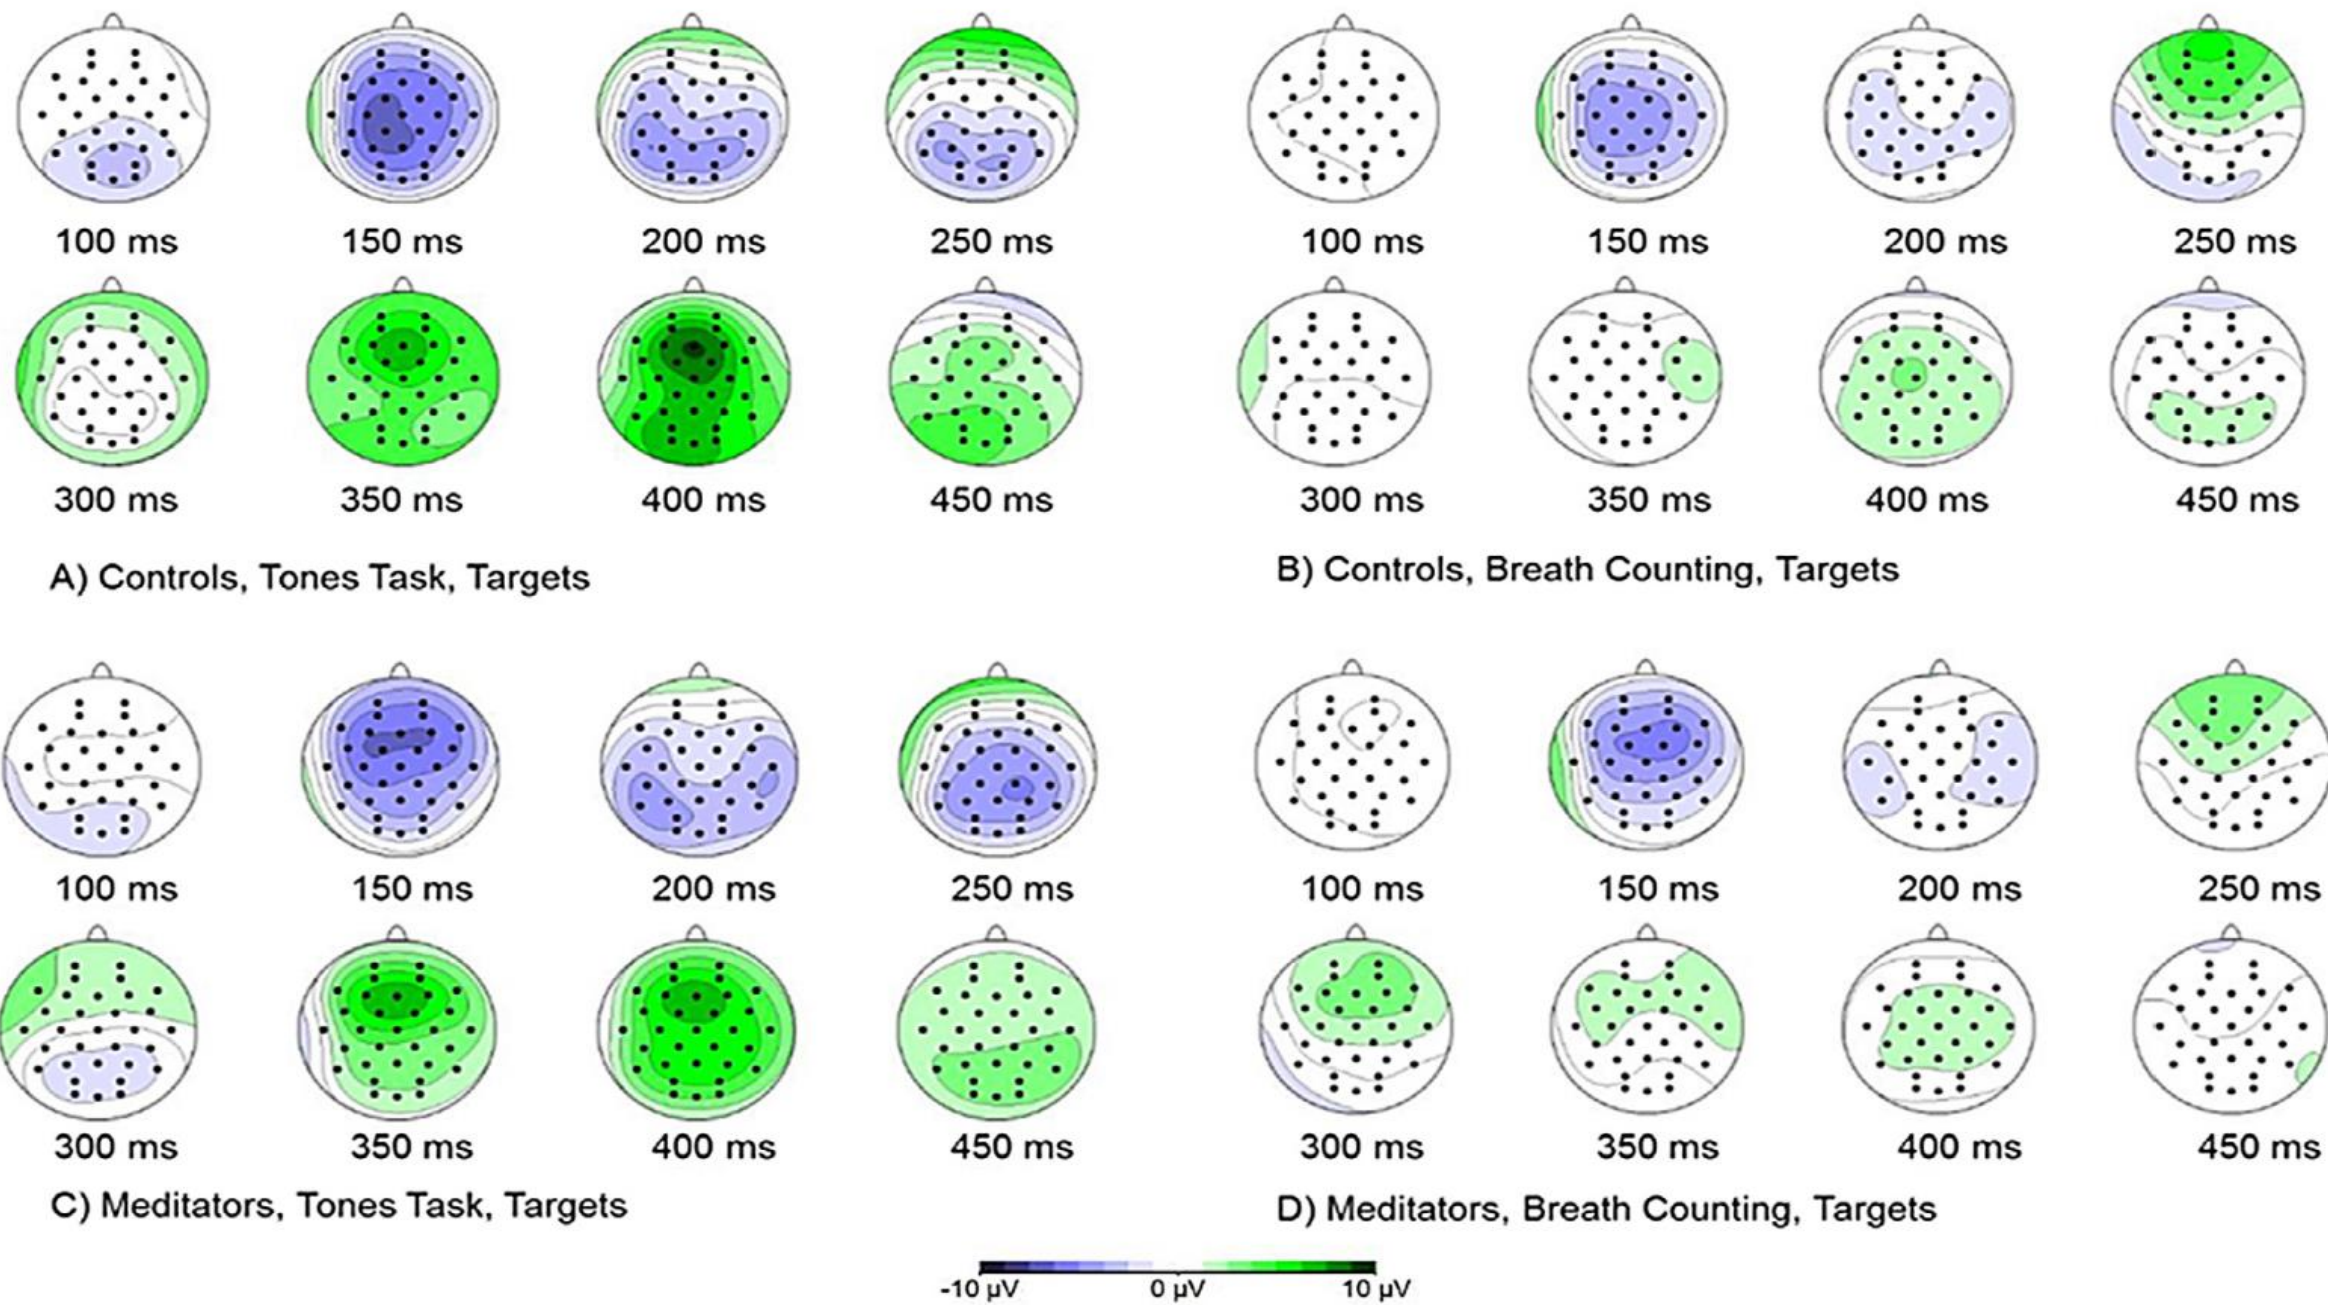 100 ms 150 ms 200 ms 250 ms
300 ms 350 ms 400 ms 450 ms
A) Controls, Tones Task, Targets
100 ms 150 ms 200 ms 250 ms
300 ms 350 ms 400 ms 450 ms
B) Controls, Breath Counting, Targets
100 ms 150 ms 200 ms 250 ms
300 ms 350 ms 400 ms 450 ms
C) Meditators, Tones Task, Targets
100 ms 150 ms 200 ms 250 ms
300 ms 350 ms 400 ms 450 ms
D) Meditators, Breath Counting, Targets
-10 µV 0 µV 10 µV